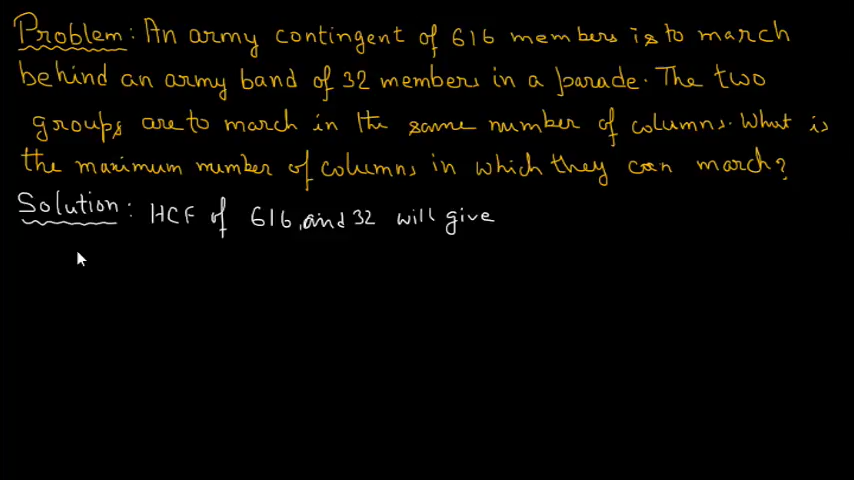 Problem: An army contingent of 616 members is to march
behind an army band of 32 members in a parade. The two
groups are to march in the same number of columns. What is
the maximum number of columns in which they can march?
Solution: HCF of 616, and 32 will give